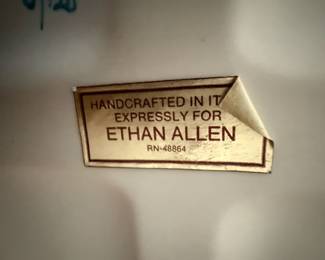 HANDCRAFTED IN IT
EXPRESSLY FOR
ETHAN ALLEN
RN-48864